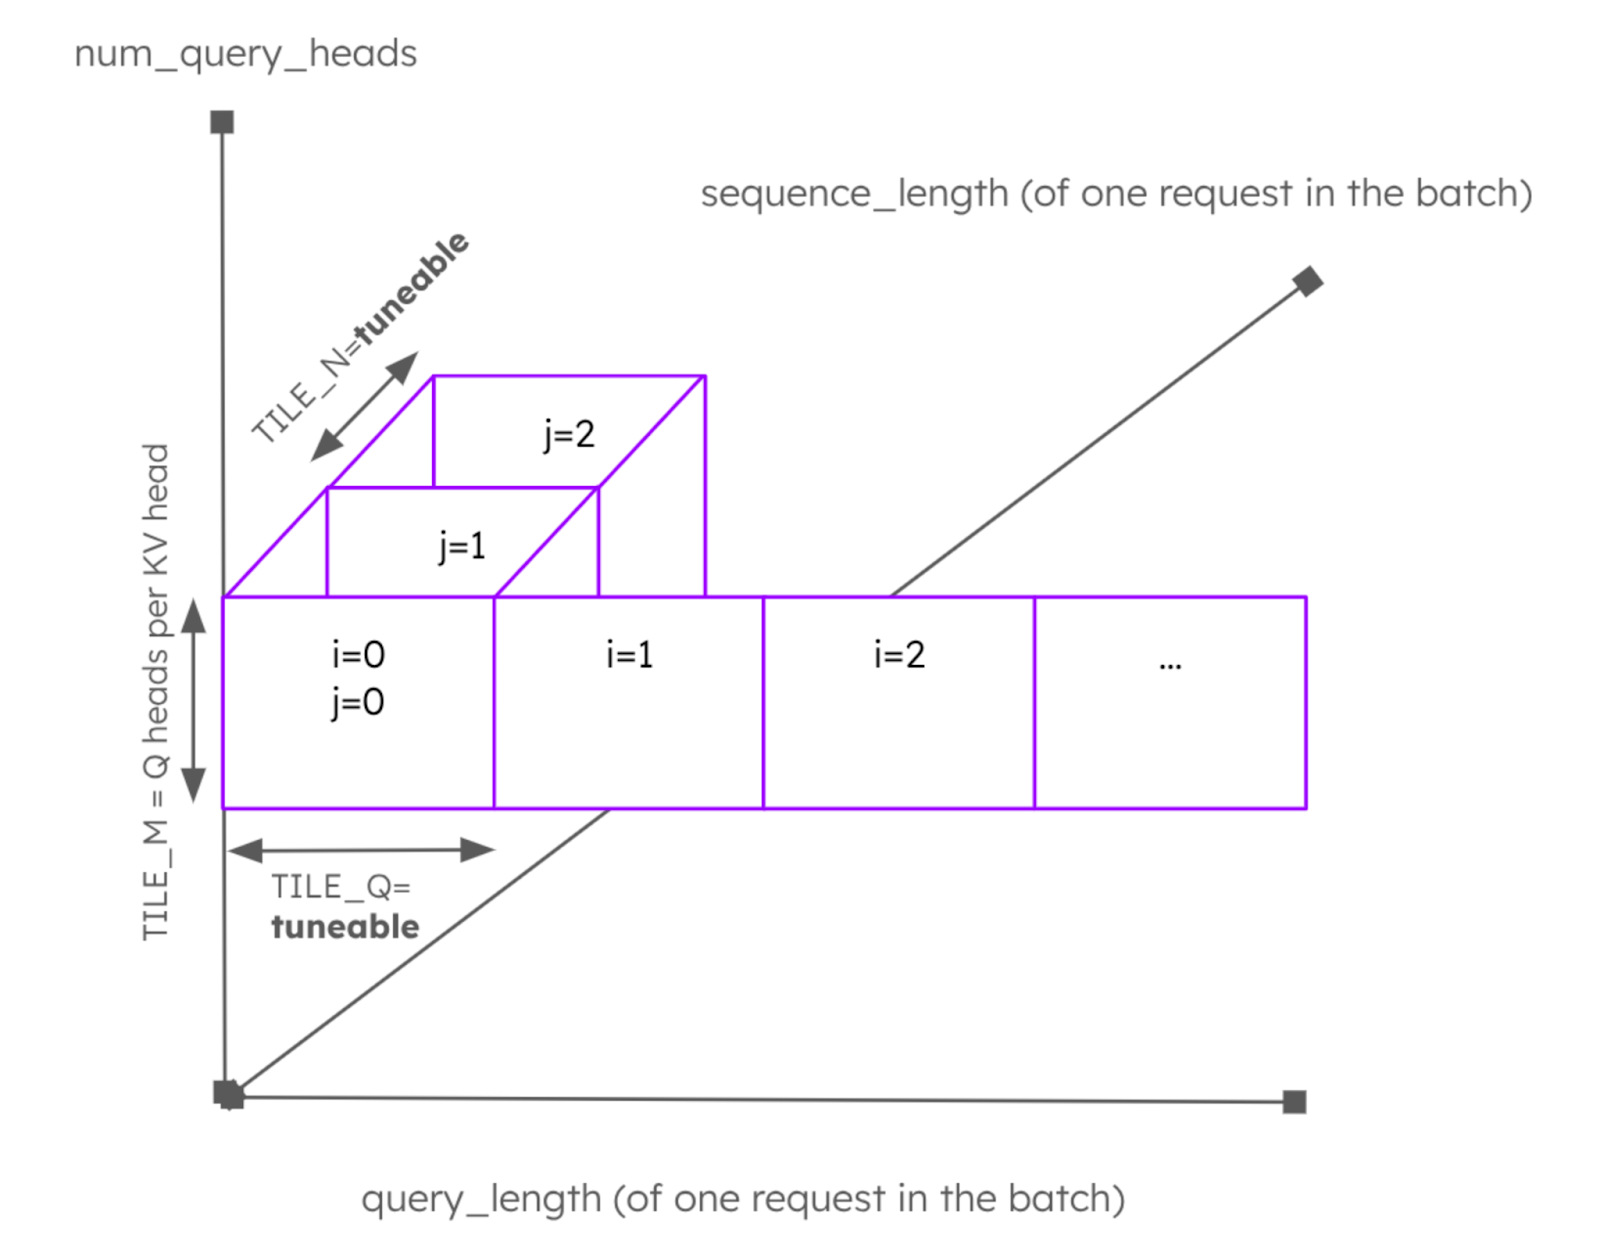 num_query_heads
sequence_length (of one request in the batch)
TILE_N=tuneable
j=2
j=1
TILE_M = Q heads per KV head
i=0
j=0
i=1
i=2
...
TILE_Q=
tuneable
query_length (of one request in the batch)